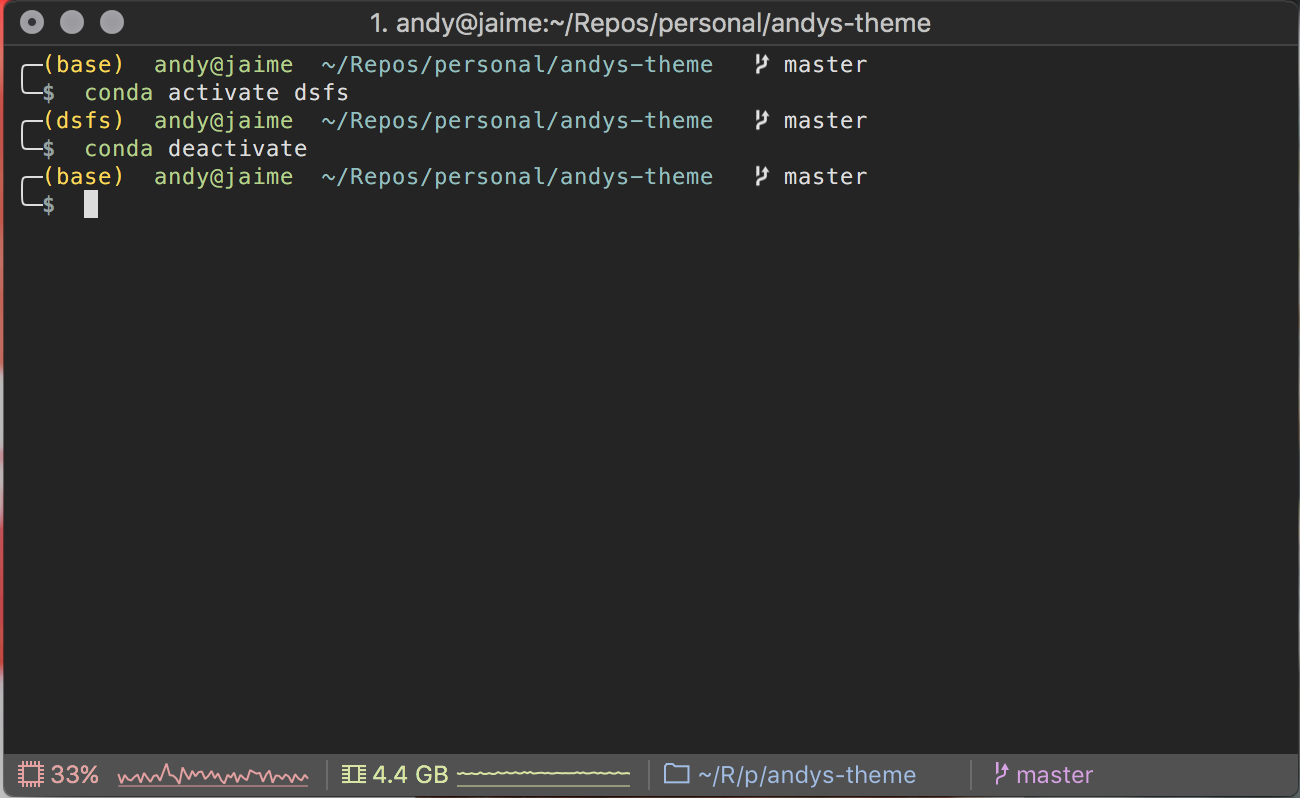 1. andy@jaime:~/Repos/personal/andys-theme
(base) andy@jaime ~/Repos/personal/andys-theme master
$ conda activate dsfs
(dsfs) andy@jaime ~/Repos/personal/andys-theme master
$ conda deactivate
(base) andy@jaime ~/Repos/personal/andys-theme master
$
33% 4.4 GB ~/R/p/andys-theme master